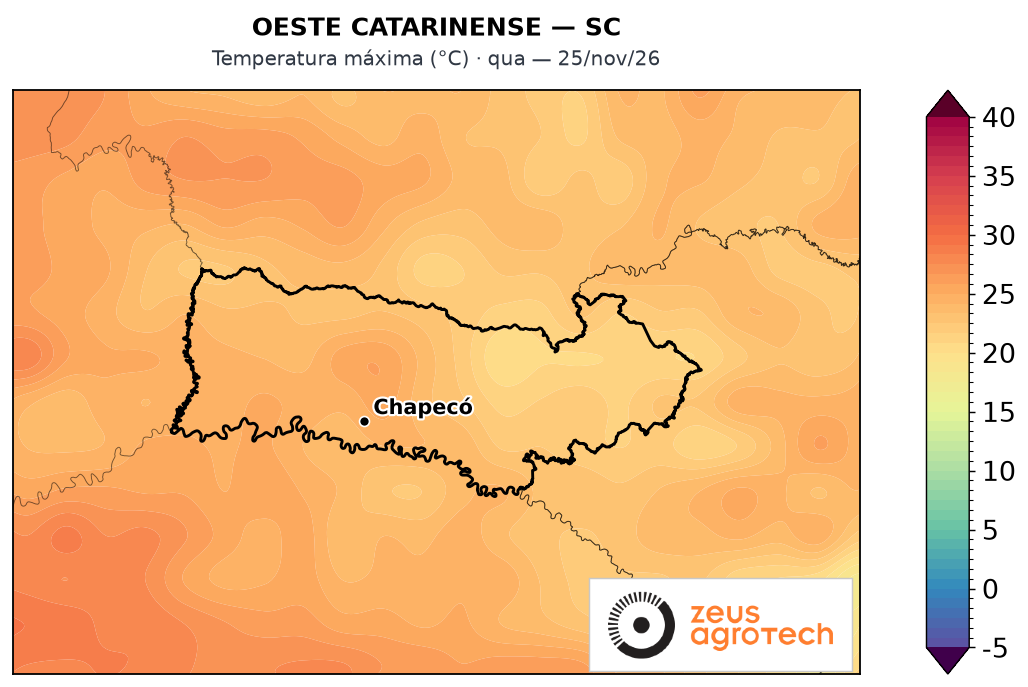 OESTE CATARINENSE — SC
Temperatura máxima (°C) · qua — 25/nov/26
Chapecó
40
35
30
25
20
15
10
5
0
-5
zeus
agrotech